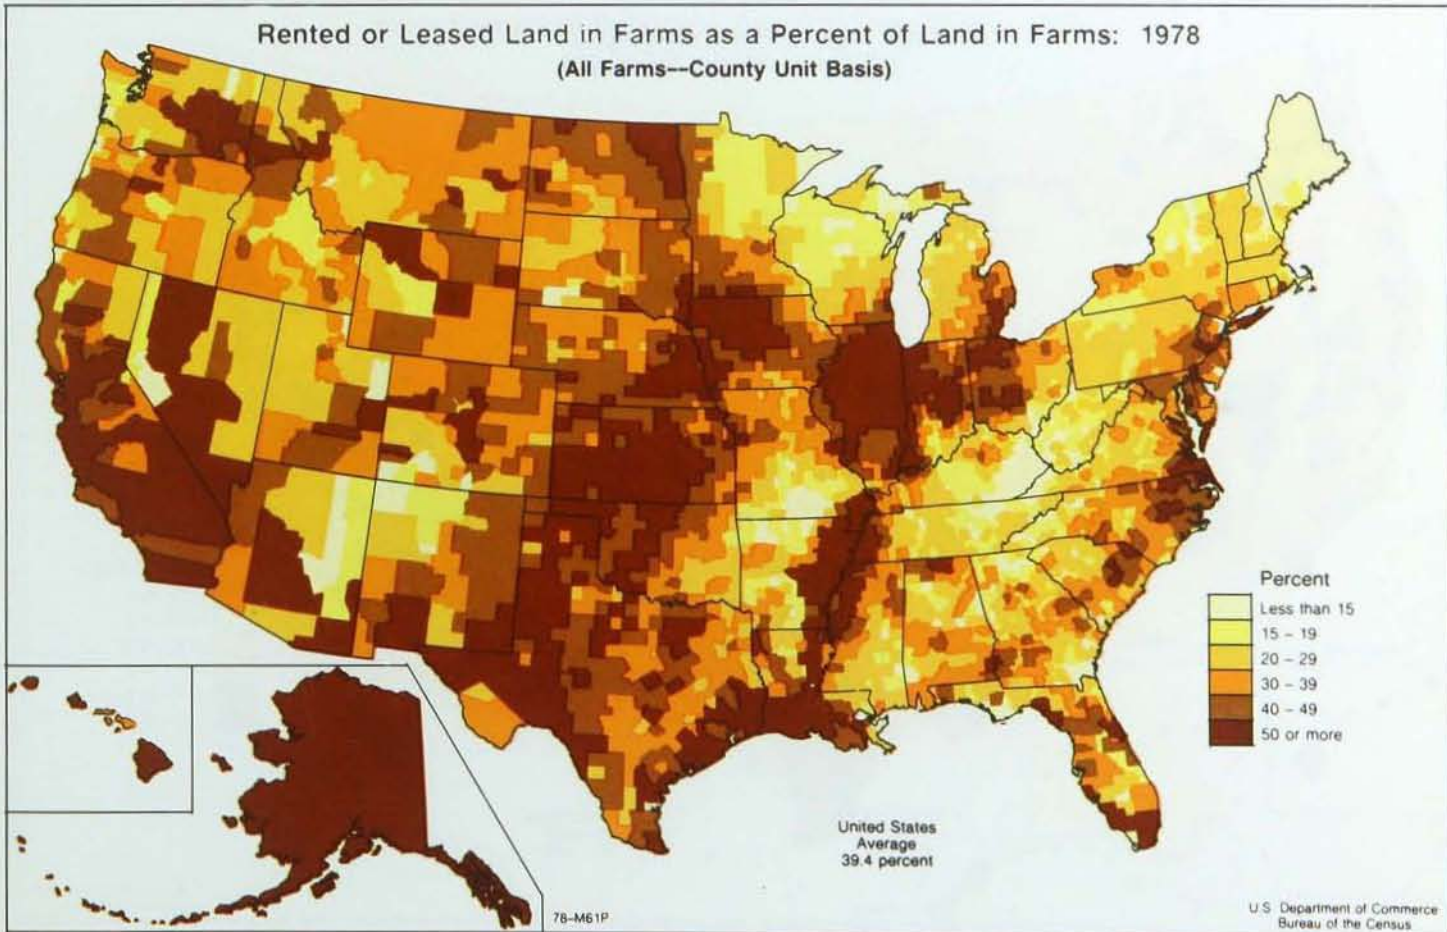 Rented or Leased Land in Farms as a Percent of Land in Farms: 1978
(All Farms--County Unit Basis)
Percent
Less than 15
15 - 19
20 - 29
30 - 39
40 - 49
50 or more
United States
Average
39.4 percent
78-M61P
U.S. Department of Commerce
Bureau of the Census